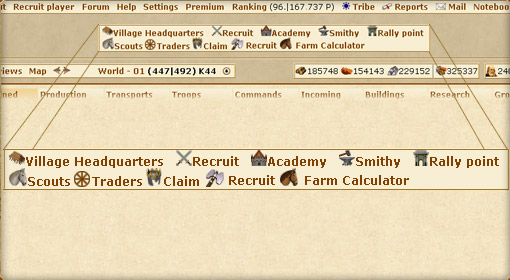 Recruit player Forum Help Settings Premium Ranking (96.|167.737 P) Tribe Reports Mail
Village Headquarters Recruit Academy Smithy Rally point
Scouts Traders Claim Recruit Farm Calculator
Map World - 01 (447|492) K44 185748 154143 229152 325337
Production Transports Troops Commands Incoming Buildings Research
Village Headquarters Recruit Academy Smithy Rally point
Scouts Traders Claim Recruit Farm Calculator